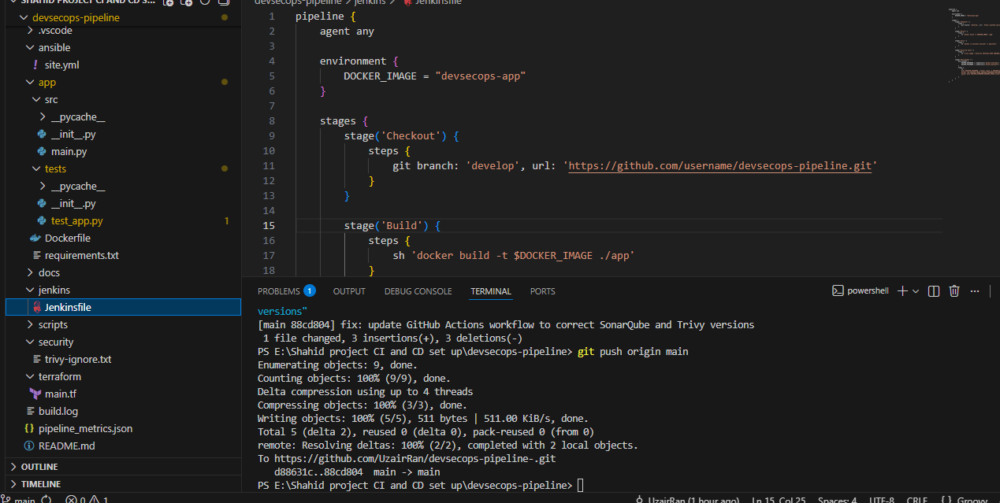 SHAHID PROJECT CI AND CD S...
devsecops-pipeline
.vscode
ansible
site.yml
app
src
__pycache__
__init__.py
main.py
tests
__pycache__
__init__.py
test_app.py 1
Dockerfile
requirements.txt
docs
jenkins
Jenkinsfile
scripts
security
trivy-ignore.txt
terraform
main.tf
build.log
pipeline_metrics.json
README.md
OUTLINE
TIMELINE
devsecops-pipeline > jenkins > Jenkinsfile
1 pipeline {
2 agent any
3
4 environment {
5 DOCKER_IMAGE = "devsecops-app"
6 }
7
8 stages {
9 stage('Checkout') {
10 steps {
11 git branch: 'develop', url: 'https://github.com/username/devsecops-pipeline.git'
12 }
13 }
14
15 stage('Build') {
16 steps {
17 sh 'docker build -t $DOCKER_IMAGE ./app'
18 }
PROBLEMS 1 OUTPUT DEBUG CONSOLE TERMINAL PORTS powershell
versions"
[main 88cd804] fix: update GitHub Actions workflow to correct SonarQube and Trivy versions
1 file changed, 3 insertions(+), 3 deletions(-)
PS E:\Shahid project CI and CD set up\devsecops-pipeline> git push origin main
Enumerating objects: 9, done.
Counting objects: 100% (9/9), done.
Delta compression using up to 4 threads
Compressing objects: 100% (3/3), done.
Writing objects: 100% (5/5), 511 bytes | 511.00 KiB/s, done.
Total 5 (delta 2), reused 0 (delta 0), pack-reused 0 (from 0)
remote: Resolving deltas: 100% (2/2), completed with 2 local objects.
To https://github.com/UzairRan/devsecops-pipeline-.git
d88631c..88cd804 main -> main
PS E:\Shahid project CI and CD set up\devsecops-pipeline>
main 0 1 UzairRan (1 hour ago) Ln 15, Col 25 Spaces: 4 UTF-8 CRLF {} Groovy